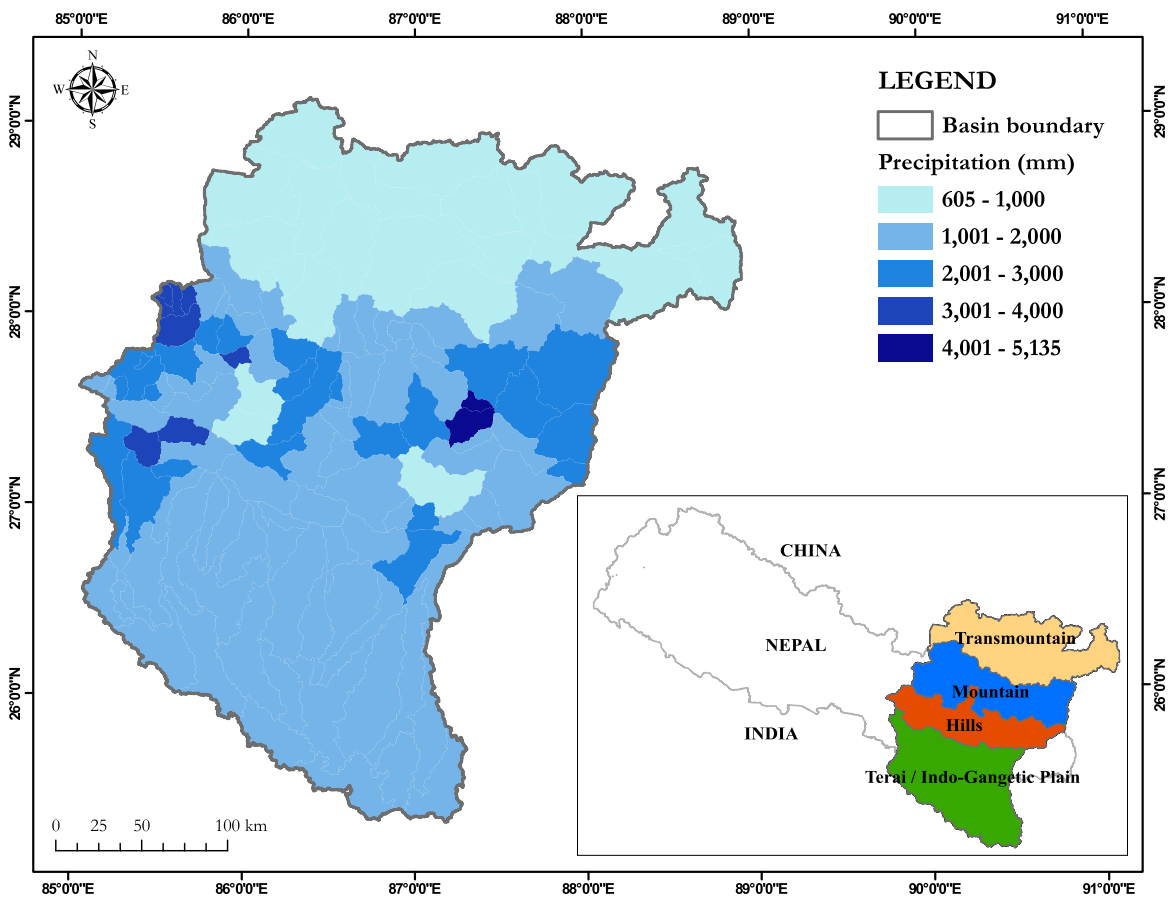 85°0'0"E 86°0'0"E 87°0'0"E 88°0'0"E 89°0'0"E 90°0'0"E 91°0'0"E
N
W E
S
29°0'0"N
28°0'0"N
27°0'0"N
26°0'0"N
LEGEND
Basin boundary
Precipitation (mm)
605 - 1,000
1,001 - 2,000
2,001 - 3,000
3,001 - 4,000
4,001 - 5,135
29°0'0"N
28°0'0"N
27°0'0"N
26°0'0"N
CHINA
NEPAL
INDIA
Transmountain
Mountain
Hills
Terai / Indo-Gangetic Plain
0 25 50 100 km
85°0'0"E 86°0'0"E 87°0'0"E 88°0'0"E 89°0'0"E 90°0'0"E 91°0'0"E